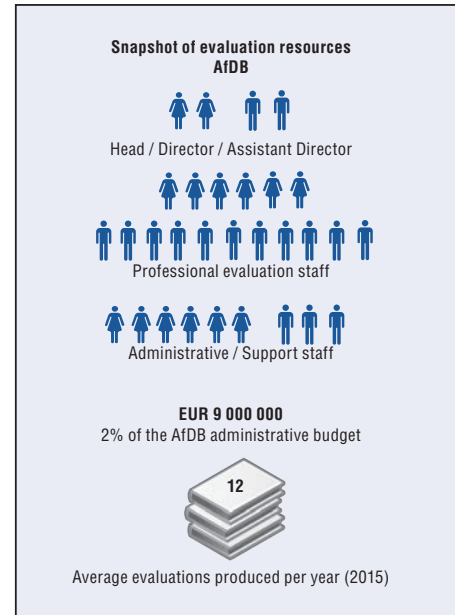 Snapshot of evaluation resources
AfDB
Head / Director / Assistant Director
Professional evaluation staff
Administrative / Support staff
EUR 9 000 000
2% of the AfDB administrative budget
12
Average evaluations produced per year (2015)